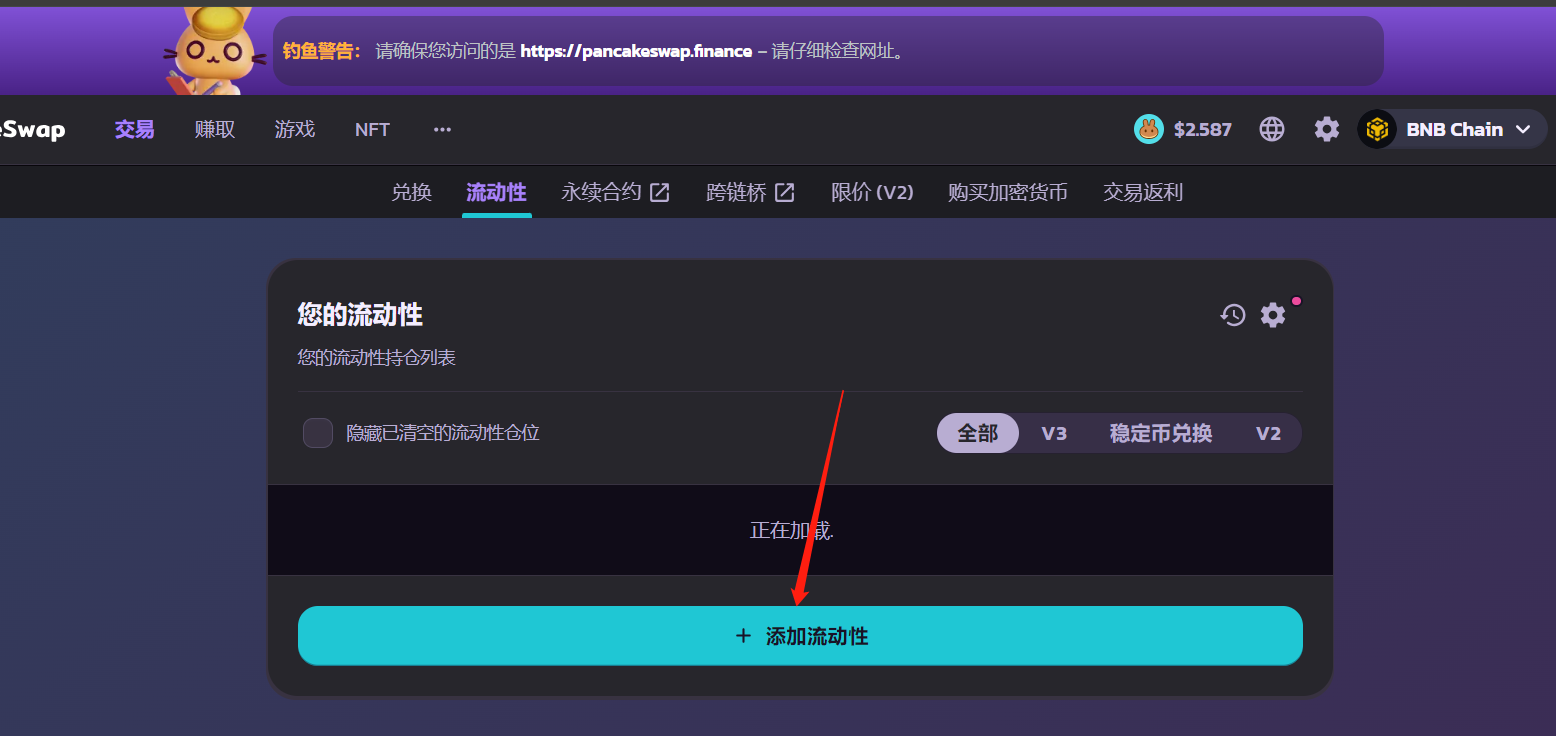 钓鱼警告： 请确保您访问的是 https://pancakeswap.finance – 请仔细检查网址。
eSwap 交易 赚取 游戏 NFT ... $2.587 BNB Chain
兑换 流动性 永续合约 跨链桥 限价 (V2) 购买加密货币 交易返利
您的流动性
您的流动性持仓列表
隐藏已清空的流动性仓位 全部 V3 稳定币兑换 V2
正在加载.
+ 添加流动性